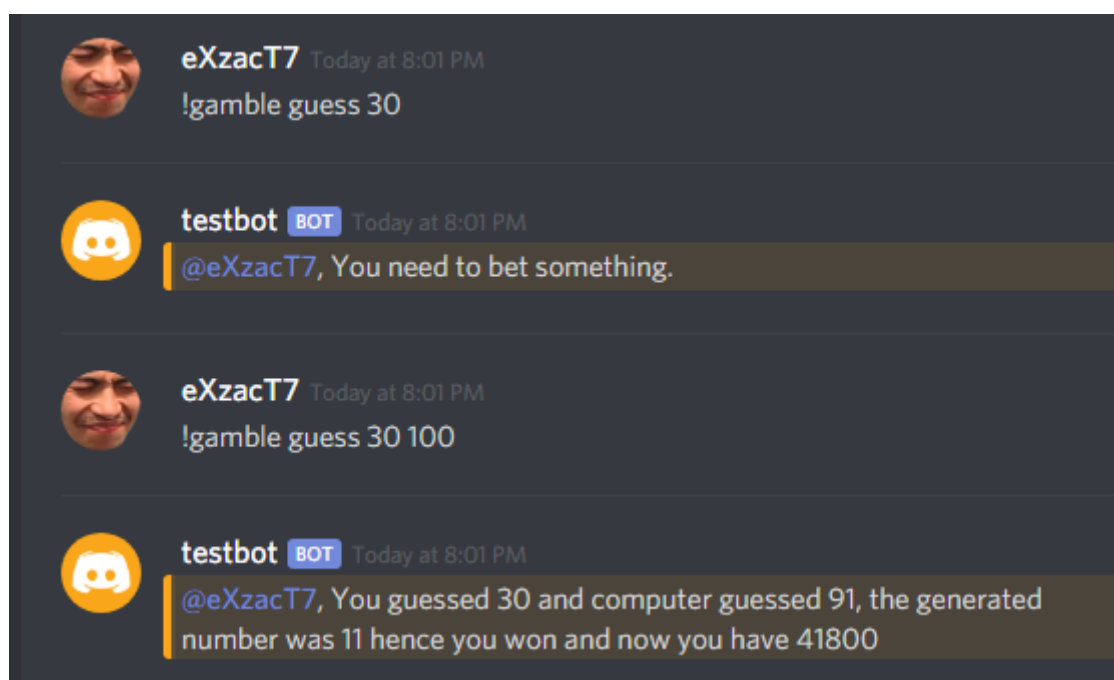 eXzacT7 Today at 8:01 PM
!gamble guess 30
testbot BOT Today at 8:01 PM
@eXzacT7, You need to bet something.
eXzacT7 Today at 8:01 PM
!gamble guess 30 100
testbot BOT Today at 8:01 PM
@eXzacT7, You guessed 30 and computer guessed 91, the generated
number was 11 hence you won and now you have 41800